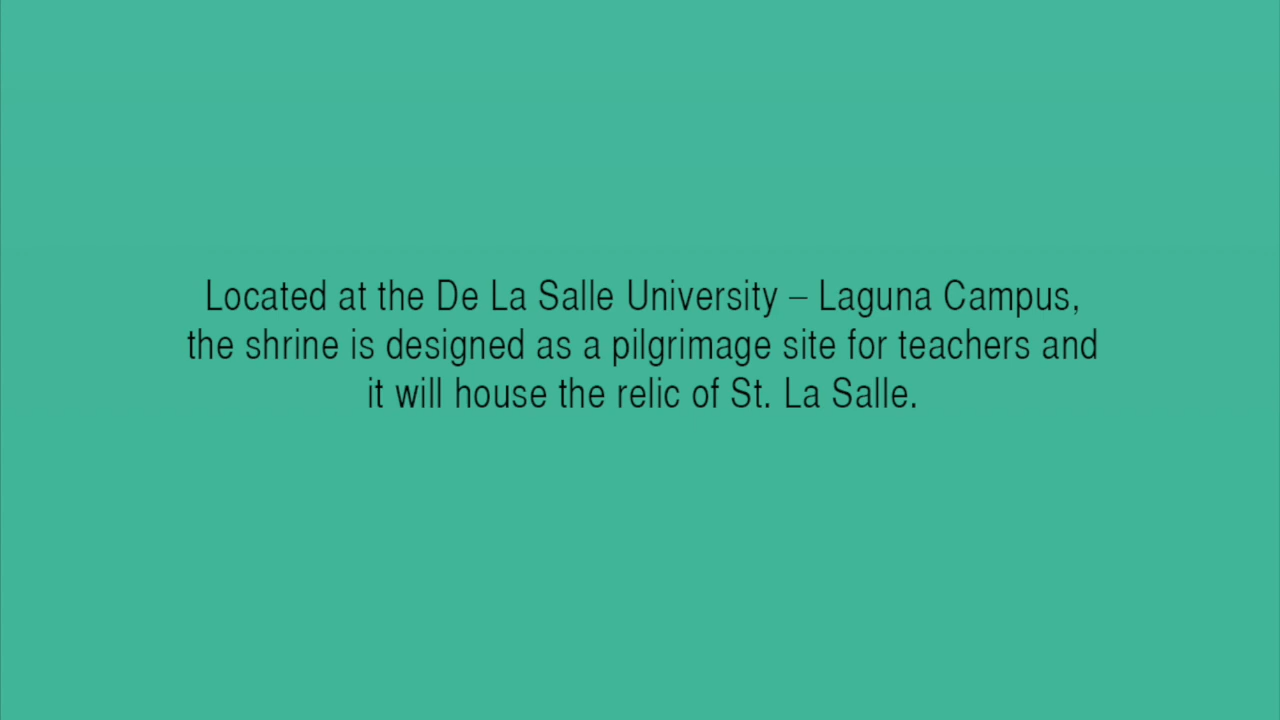 Located at the De La Salle University – Laguna Campus,
the shrine is designed as a pilgrimage site for teachers and
it will house the relic of St. La Salle.